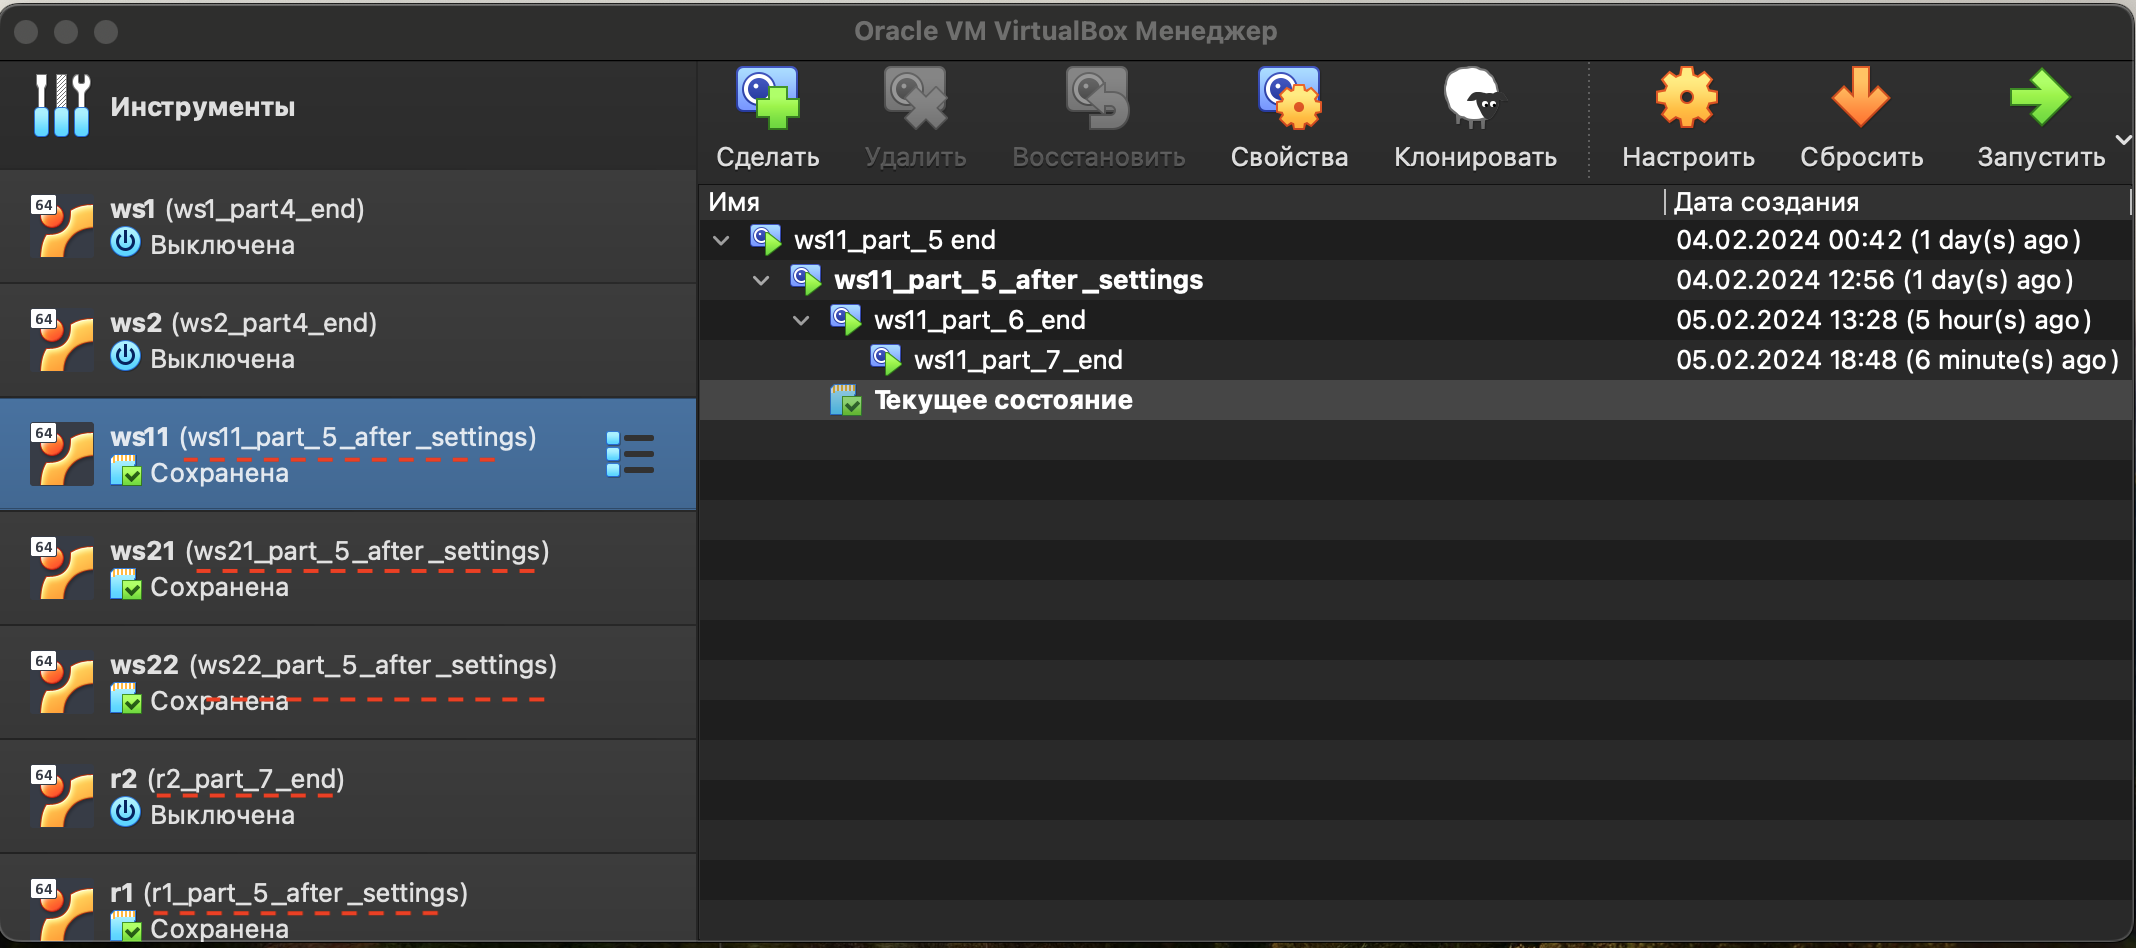 Oracle VM VirtualBox Менеджер
Инструменты
Сделать Удалить Восстановить Свойства Клонировать Настроить Сбросить Запустить
64 ws1 (ws1_part4_end)
Выключена
64 ws2 (ws2_part4_end)
Выключена
64 ws11 (ws11_part_5_after_settings)
Сохранена
64 ws21 (ws21_part_5_after_settings)
Сохранена
64 ws22 (ws22_part_5_after_settings)
Сохранена
64 r2 (r2_part_7_end)
Выключена
64 r1 (r1_part_5_after_settings)
Сохранена
Имя Дата создания
ws11_part_5 end 04.02.2024 00:42 (1 day(s) ago)
ws11_part_5_after_settings 04.02.2024 12:56 (1 day(s) ago)
ws11_part_6_end 05.02.2024 13:28 (5 hour(s) ago)
ws11_part_7_end 05.02.2024 18:48 (6 minute(s) ago)
Текущее состояние